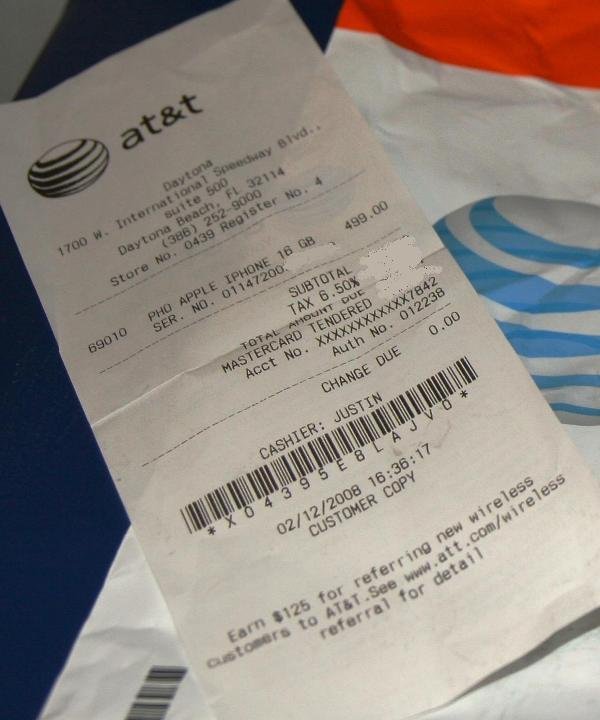 at&t
Daytona
1700 W. International Speedway Blvd..
suite 500
Daytona Beach, FL 32114
(386) 252-9000
Store No. 0439 Register No. 4
69010 PHO APPLE IPHONE 16 GB 499.00
SER. NO. 01147200
SUBTOTAL
TAX 6.50%
TOTAL AMOUNT DUE
MASTERCARD TENDERED
Acct No. XXXXXXXXXXXX7842
Auth No. 012238
CHANGE DUE 0.00
CASHIER: JUSTIN
*X04395E8LAJVO*
02/12/2008 16:36:17
CUSTOMER COPY
Earn $125 for referring new wireless
customers to AT&T.See www.att.com/wireless
referral for detail